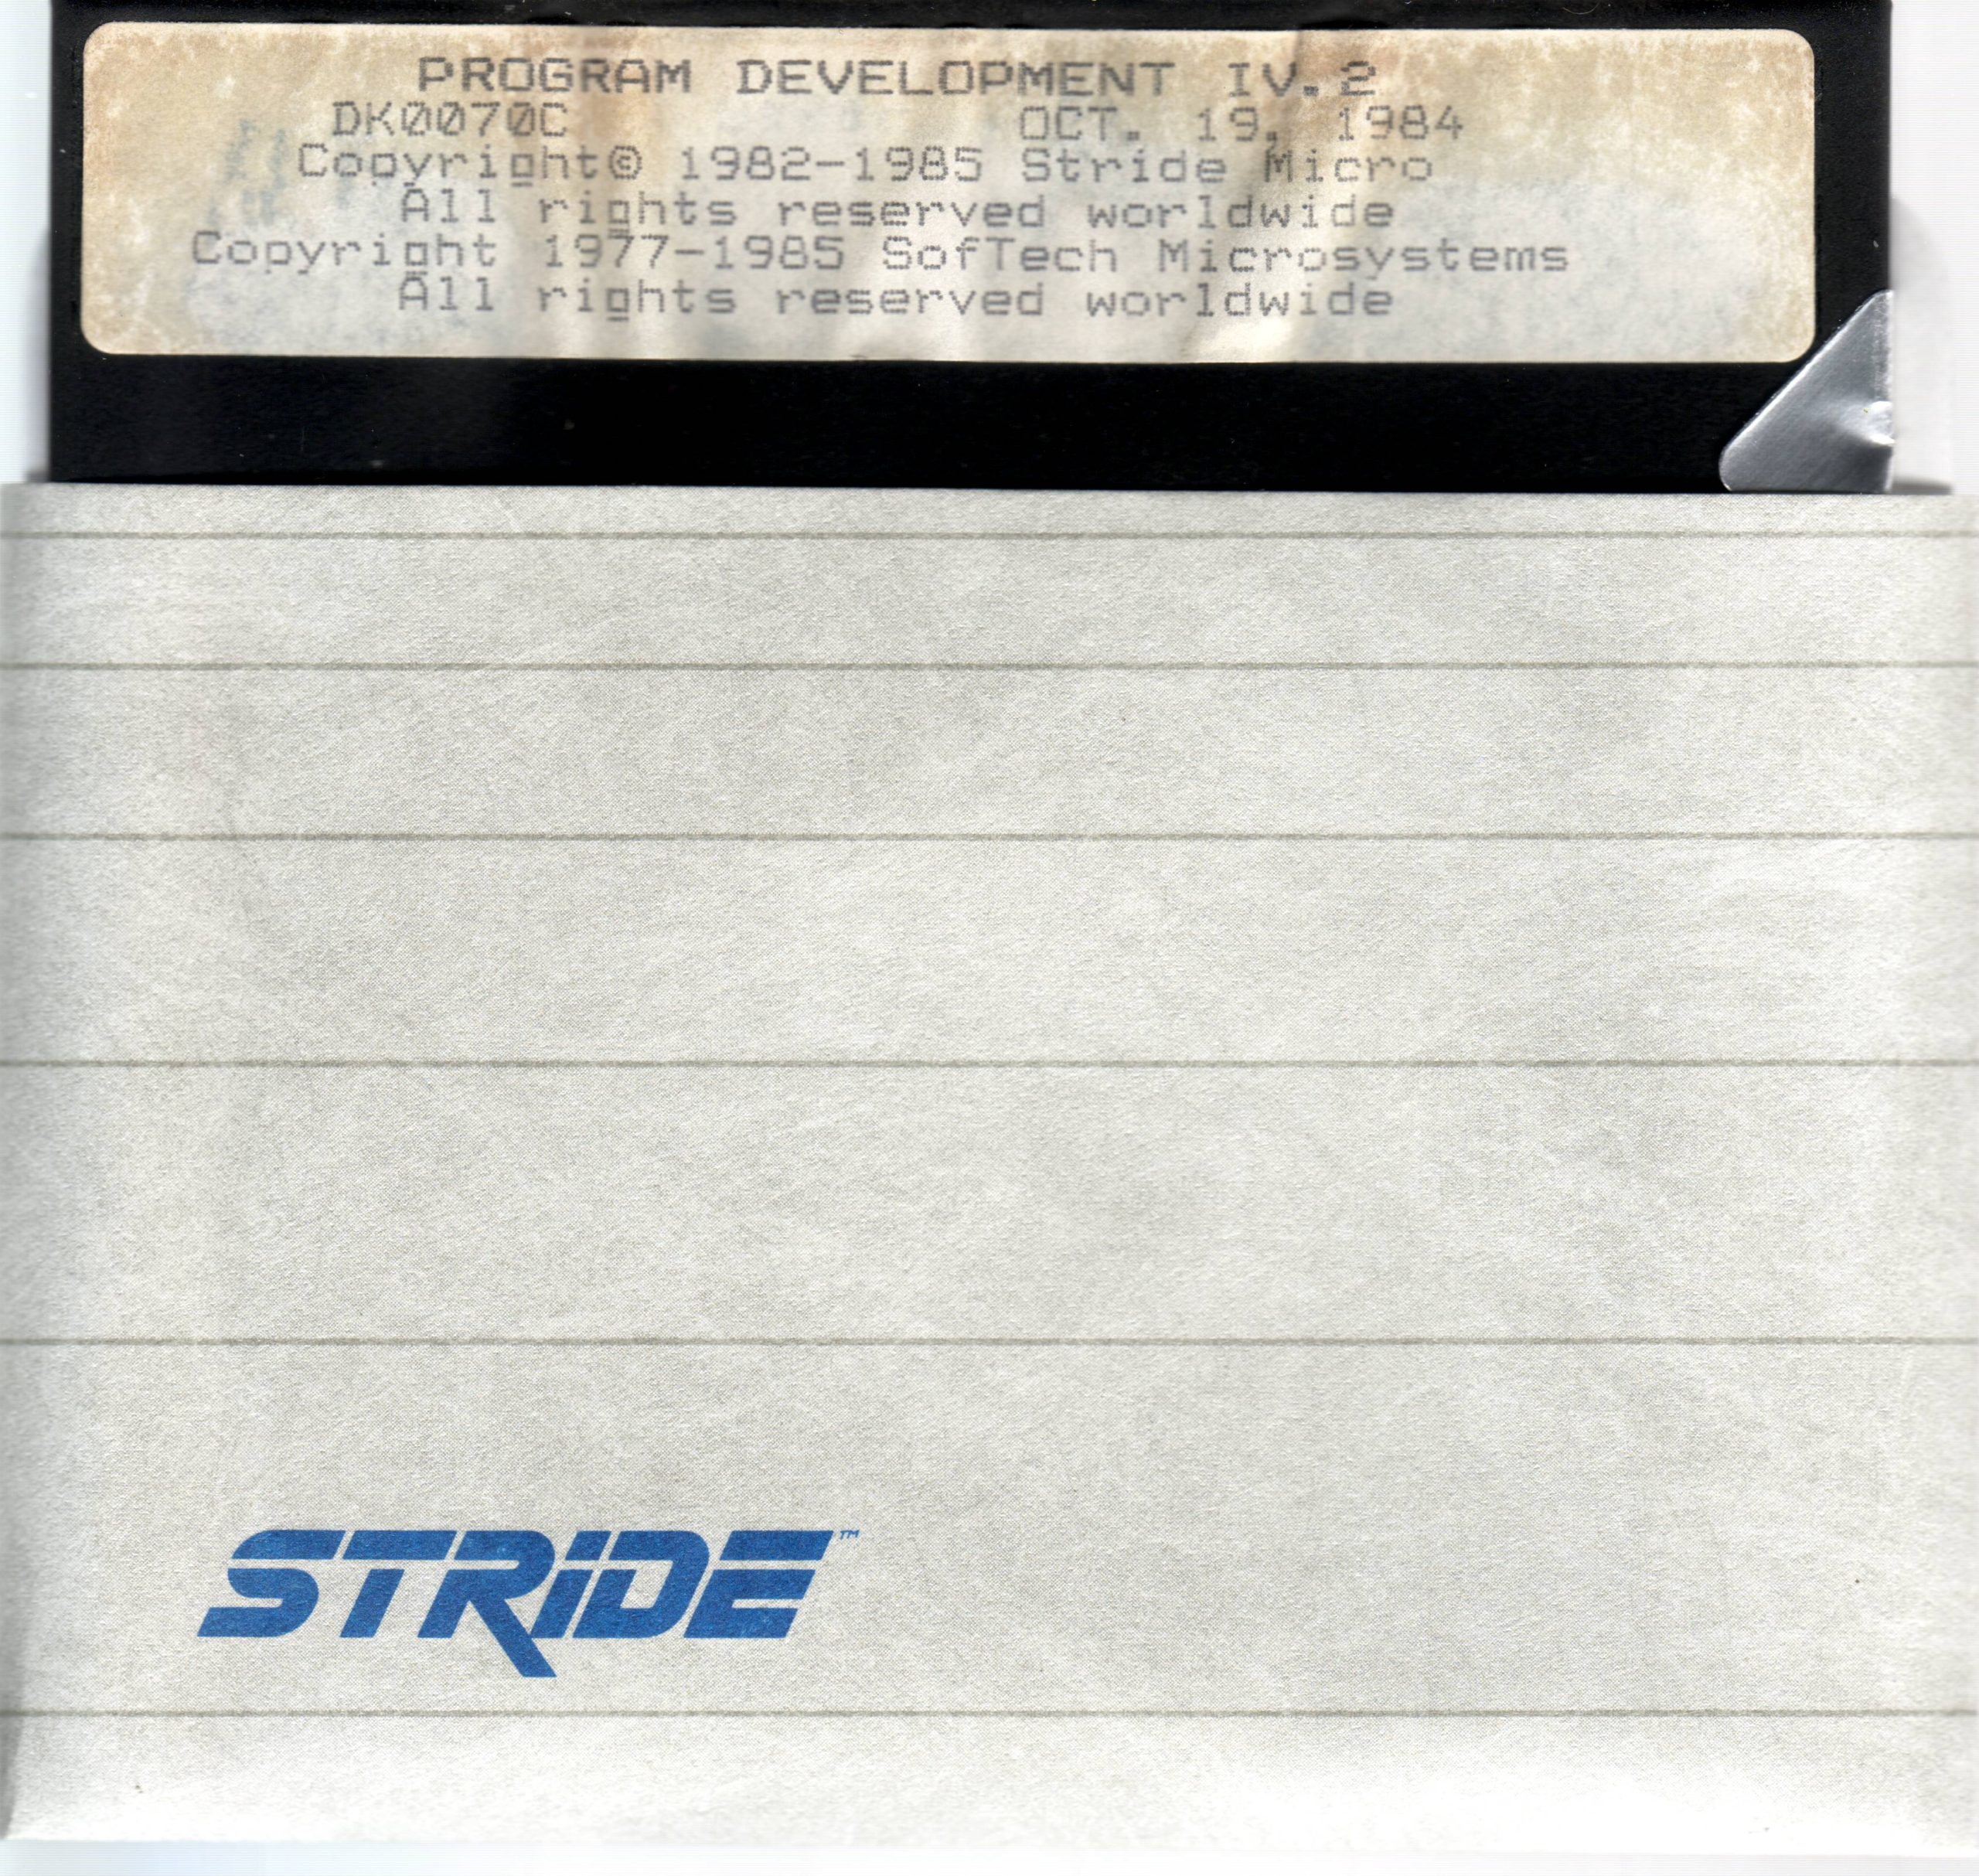 PROGRAM DEVELOPMENT IV.2
DK0070C OCT. 19, 1984
Copyright© 1982-1985 Stride Micro
All rights reserved worldwide
Copyright 1977-1985 SofTech Microsystems
All rights reserved worldwide
STRiDE™